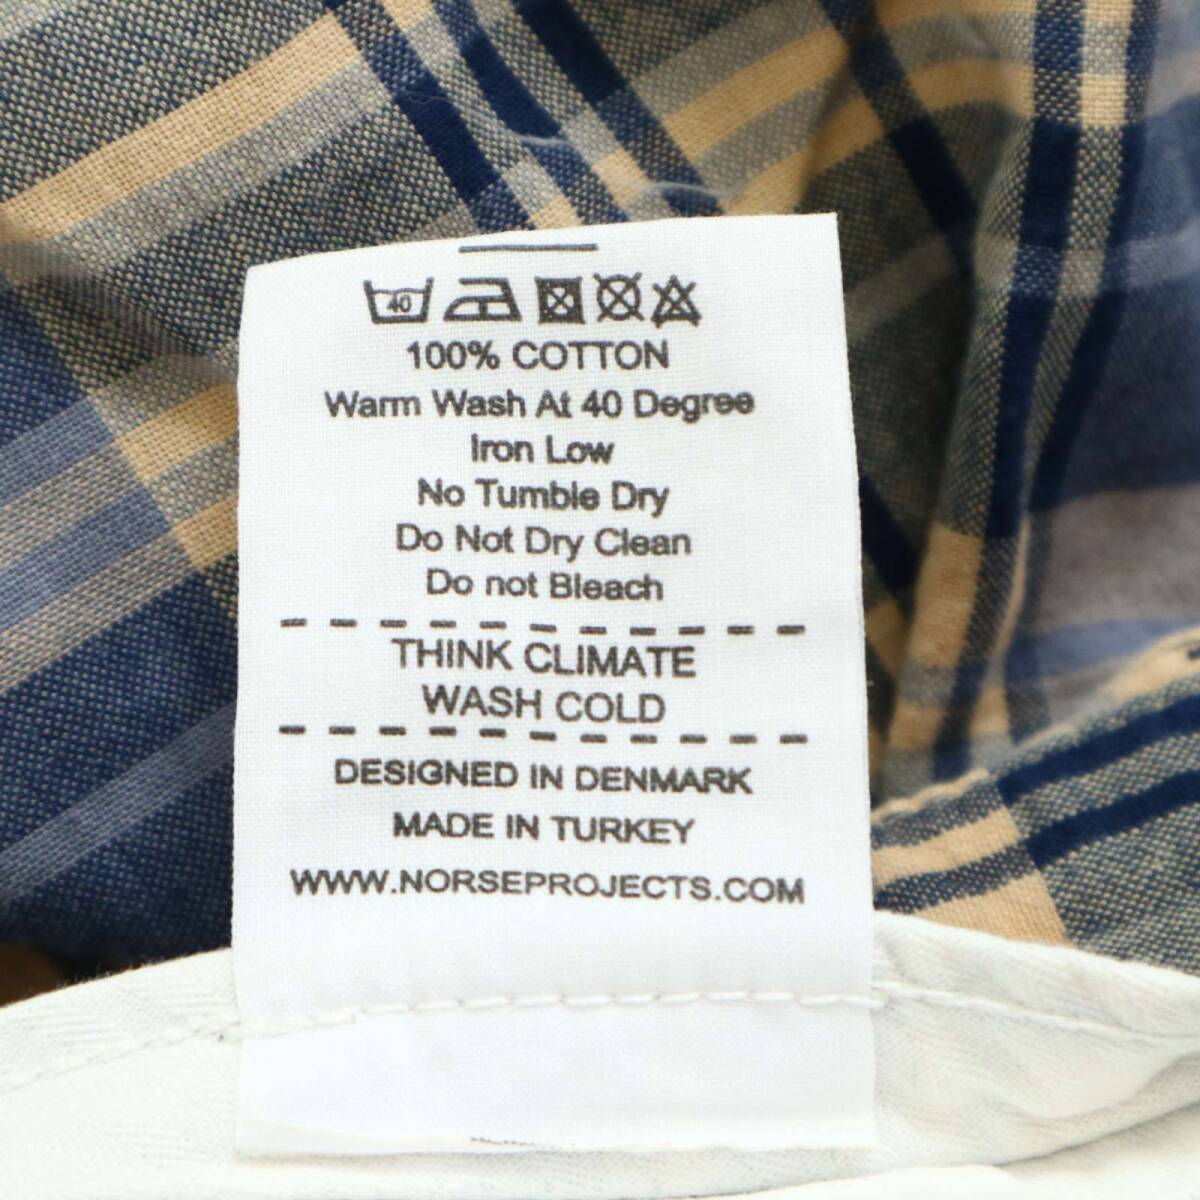 40
100% COTTON
Warm Wash At 40 Degree
Iron Low
No Tumble Dry
Do Not Dry Clean
Do not Bleach
THINK CLIMATE
WASH COLD
DESIGNED IN DENMARK
MADE IN TURKEY
WWW.NORSEPROJECTS.COM